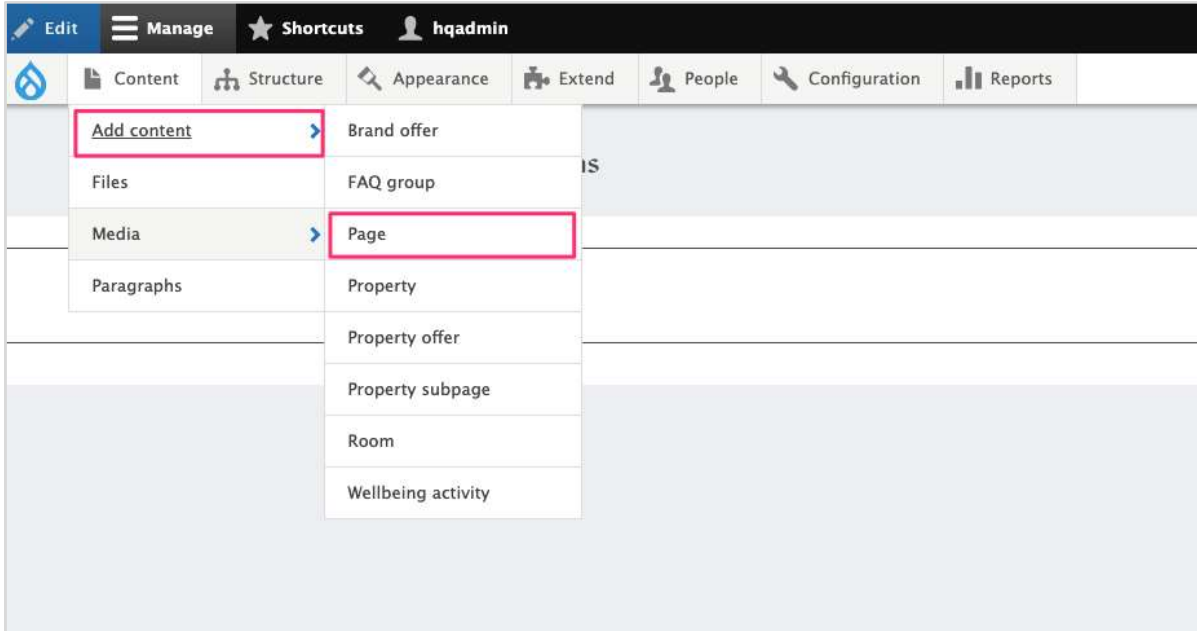 Edit Manage Shortcuts hqadmin
Content Structure Appearance Extend People Configuration Reports
Add content
Files
Media
Paragraphs
Brand offer
FAQ group
Page
Property
Property offer
Property subpage
Room
Wellbeing activity